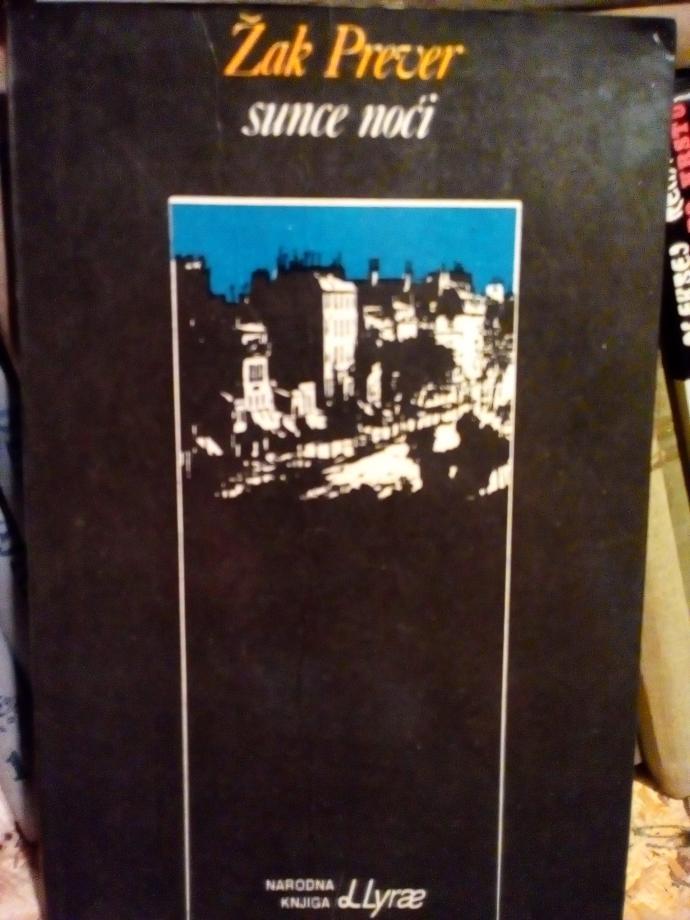 Žak Prever
sunce noći
NARODNA
KNJIGA
Lyræ